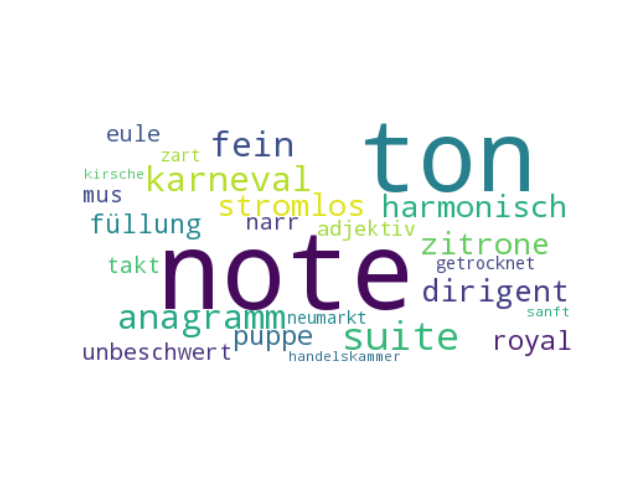 eule
fein
ton
zart
kirsche
karneval
mus
stromlos
harmonisch
füllung
narr
adjektiv
zitrone
takt
note
getrocknet
dirigent
anagramm
neumarkt
sanft
puppe
suite
royal
unbeschwert
handelskammer